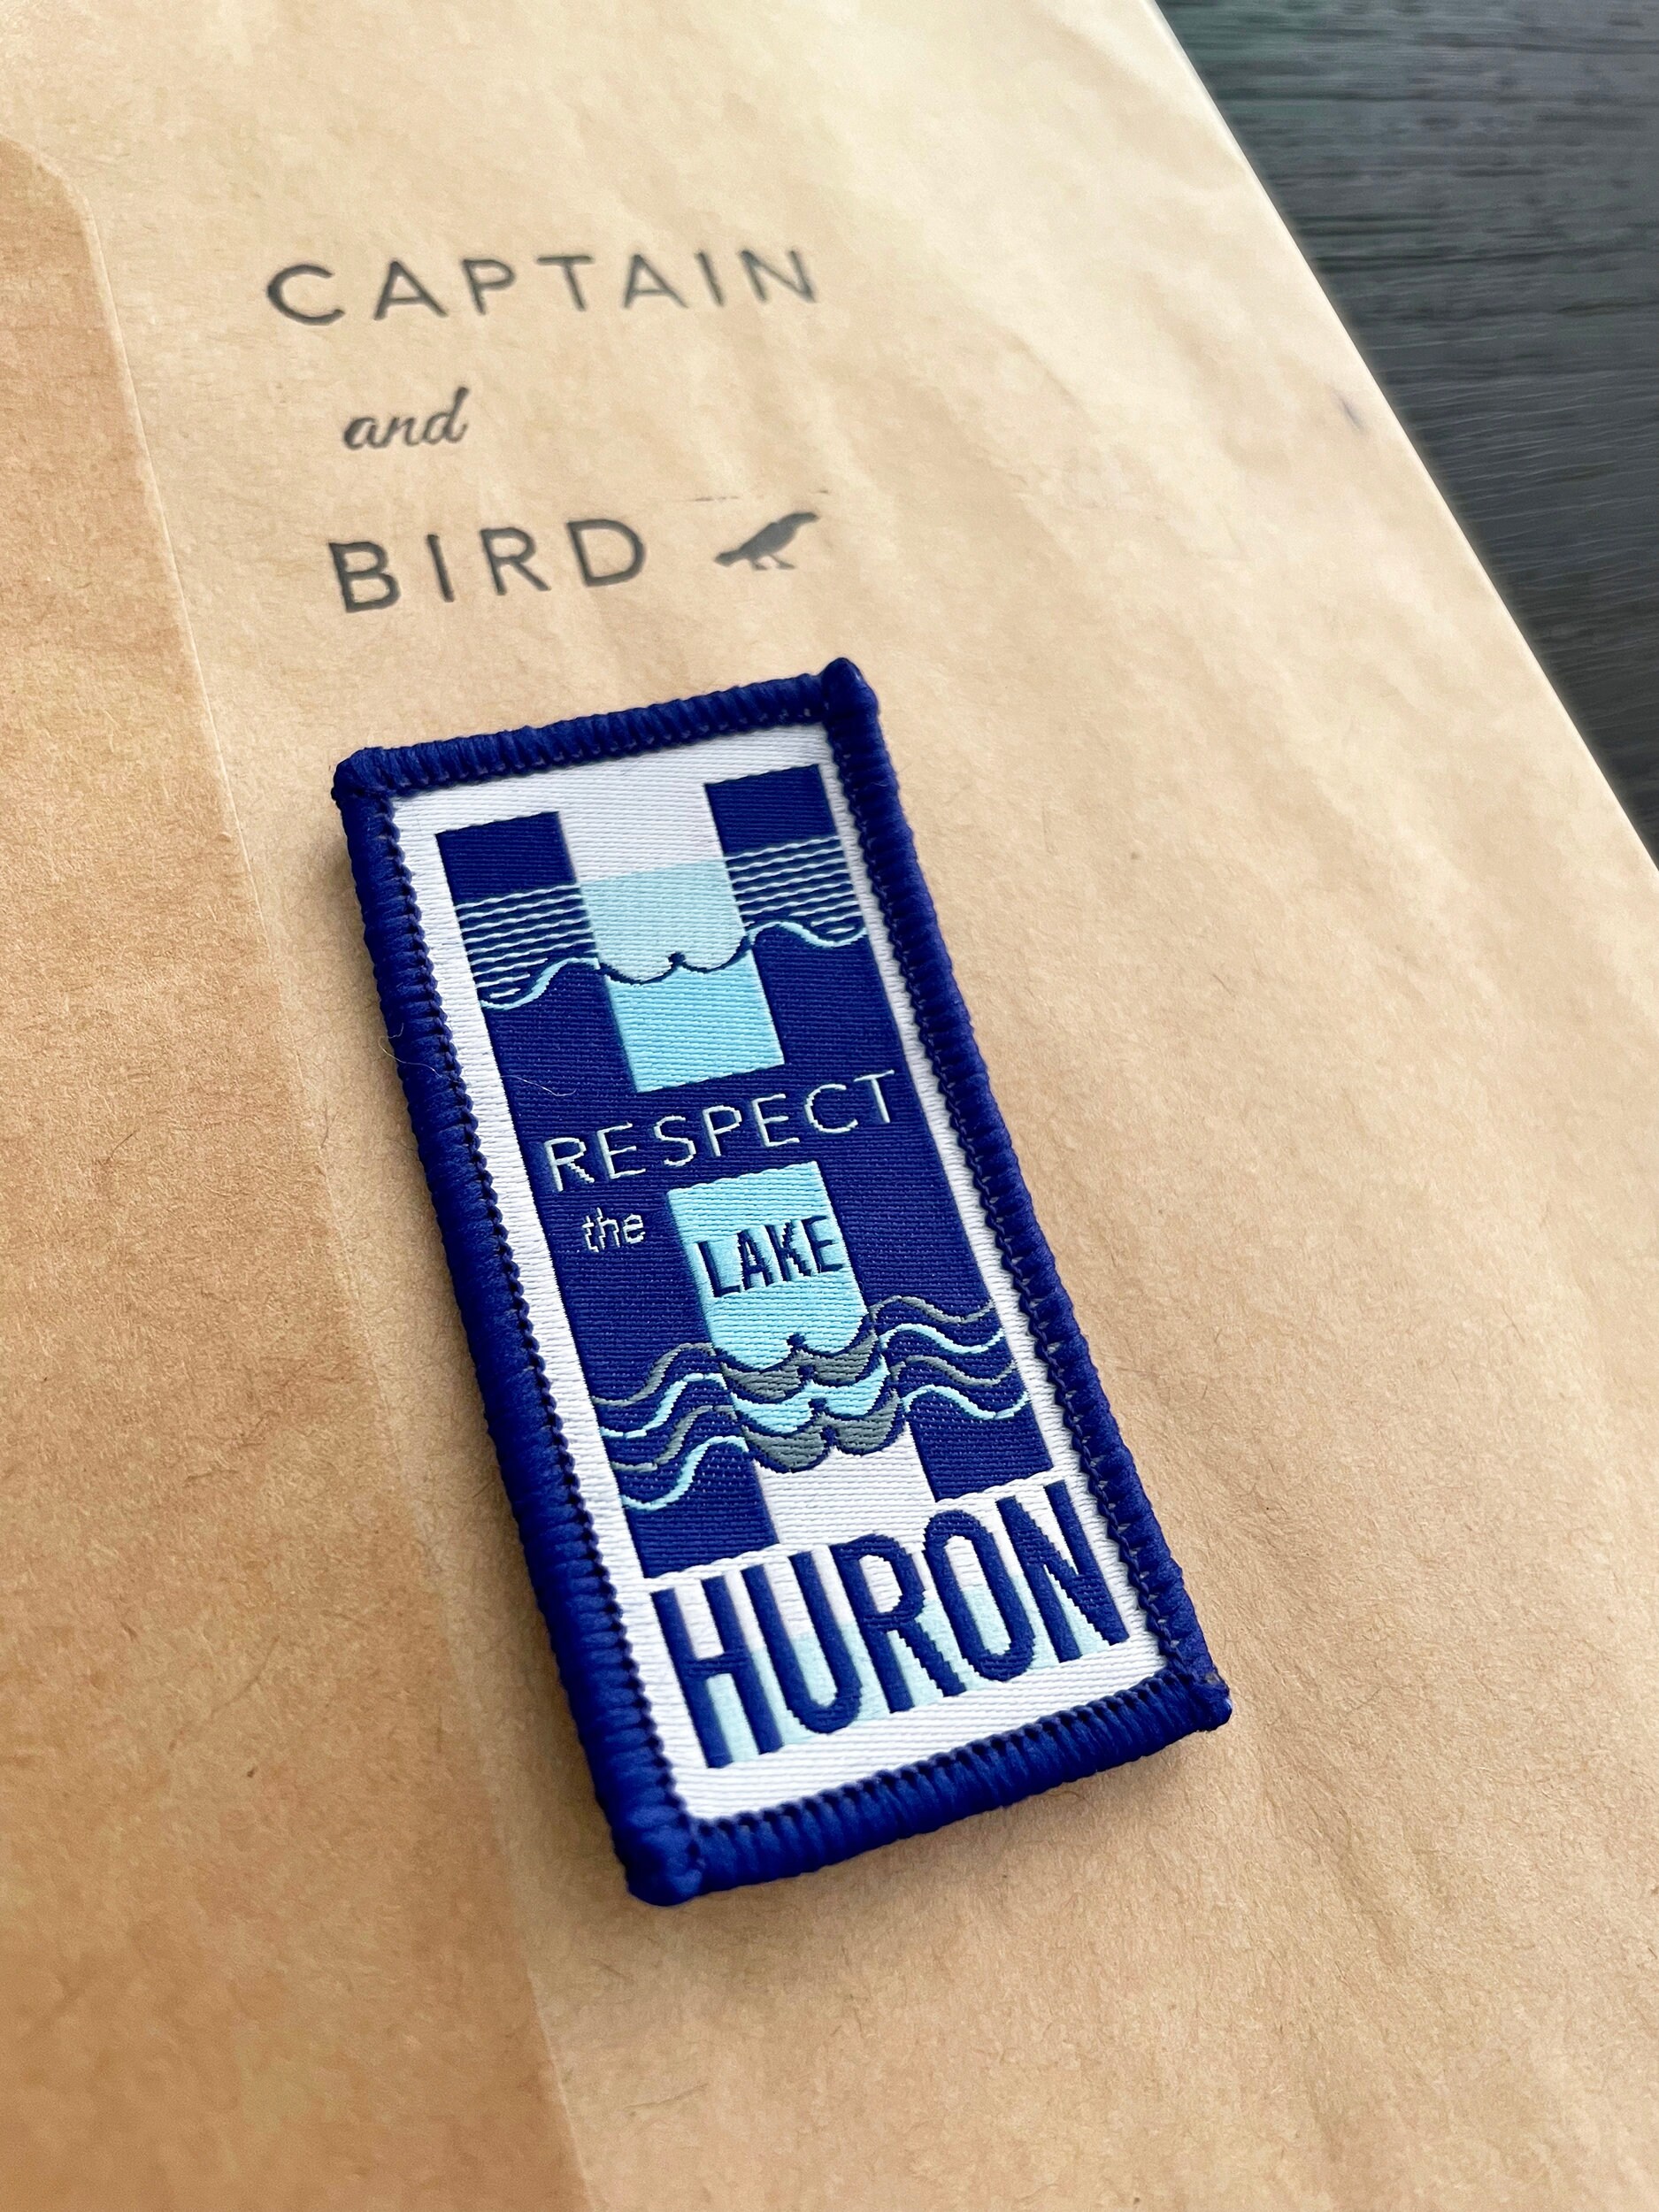 CAPTAIN
and
BIRD
RESPECT
the LAKE
HURON